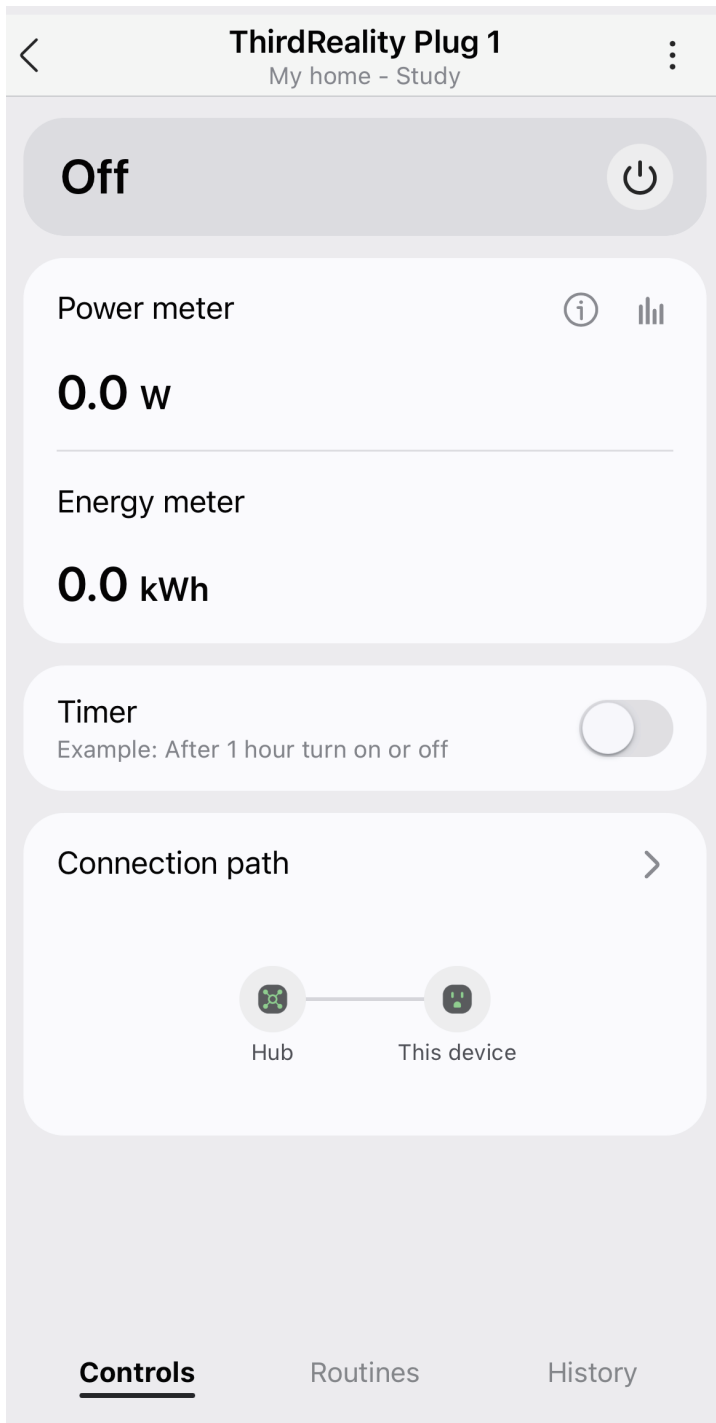 ThirdReality Plug 1
My home - Study
Off
Power meter
0.0 W
Energy meter
0.0 kWh
Timer
Example: After 1 hour turn on or off
Connection path
Hub
This device
Controls
Routines
History